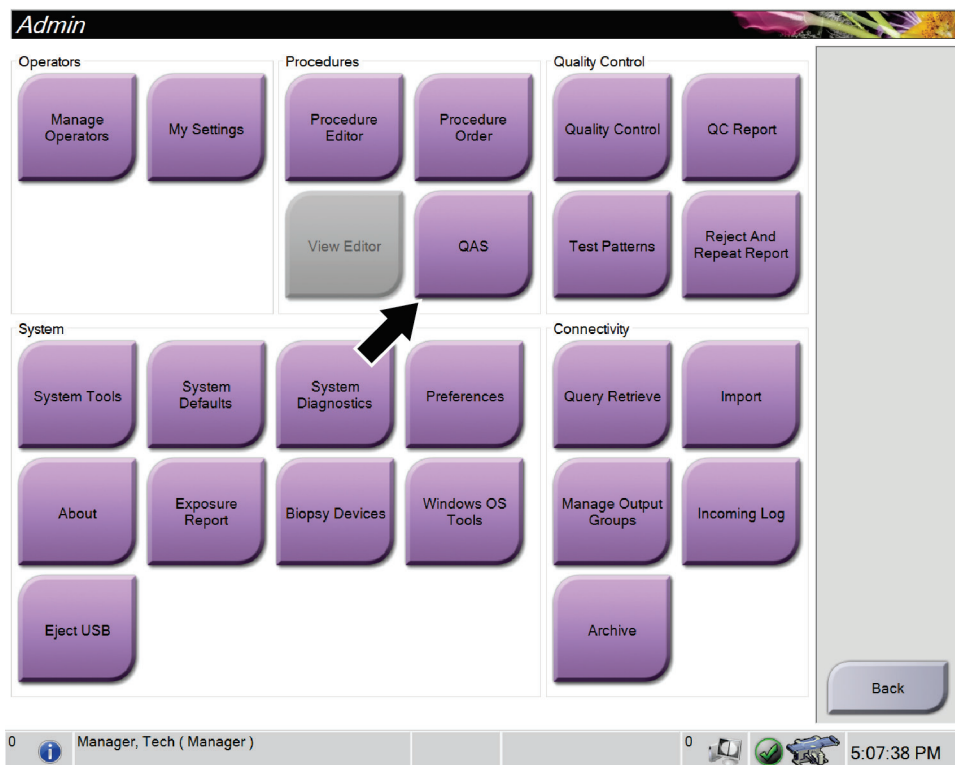 Admin
Operators
Manage
Operators
My Settings
Procedures
Procedure
Editor
Procedure
Order
View Editor
QAS
Quality Control
Quality Control
QC Report
Test Patterns
Reject And
Repeat Report
System
System Tools
System
Defaults
System
Diagnostics
Preferences
About
Exposure
Report
Biopsy Devices
Windows OS
Tools
Eject USB
Connectivity
Query Retrieve
Import
Manage Output
Groups
Incoming Log
Archive
Back
0
Manager, Tech ( Manager )
0
5:07:38 PM